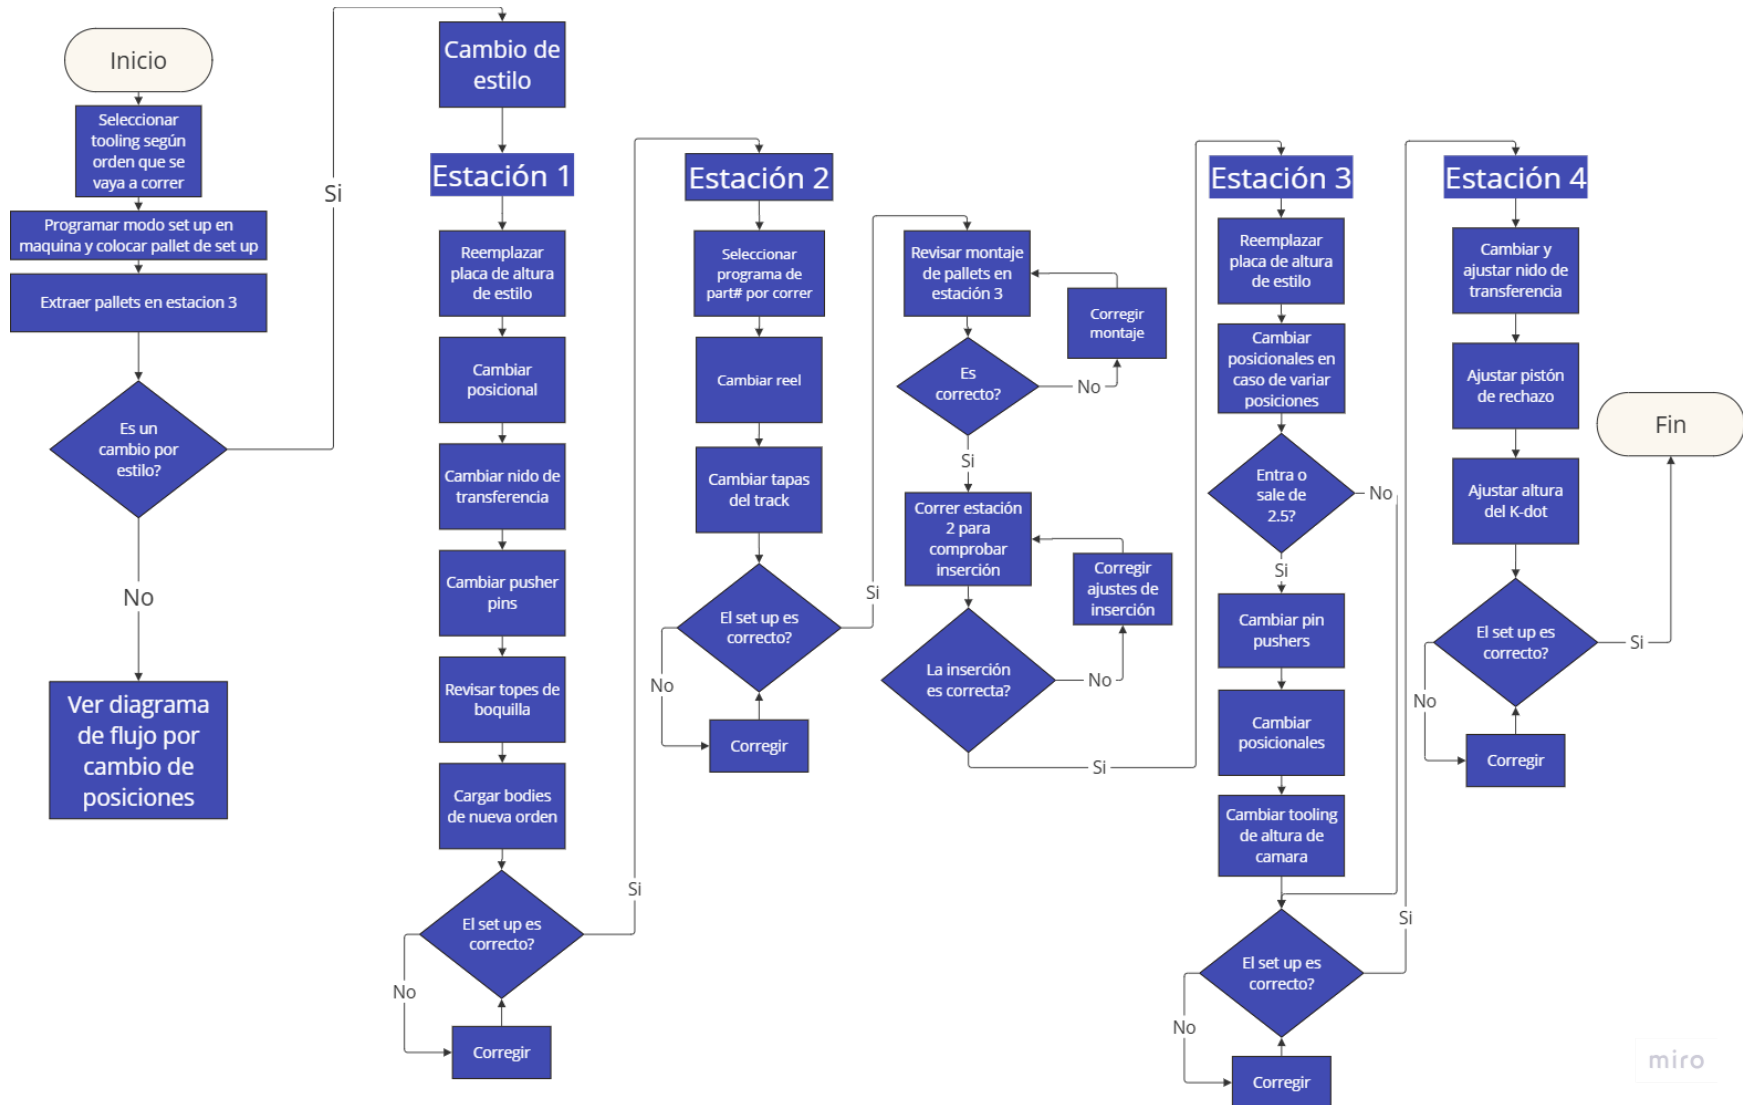 Inicio
Seleccionar
tooling según
orden que se
vaya a correr
Programar modo set up en
maquina y colocar pallet de set up
Extraer pallets en estacion 3
Es un
cambio por
estilo?
No
Ver diagrama
de flujo por
cambio de
posiciones
Si
Cambio de
estilo
Estación 1
Reemplazar
placa de altura
de estilo
Cambiar
posicional
Cambiar nido de
transferencia
Cambiar pusher
pins
Revisar topes de
boquilla
Cargar bodies
de nueva orden
El set up es
correcto?
No
Corregir
Si
Estación 2
Seleccionar
programa de
part# por correr
Cambiar reel
Cambiar tapas
del track
El set up es
correcto?
No
Corregir
Si
Revisar montaje
de pallets en
estación 3
Corregir
montaje
Es
correcto?
No
Si
Correr estación
2 para
comprobar
inserción
Corregir
ajustes de
inserción
La inserción
es correcta?
No
Si
Estación 3
Reemplazar
placa de altura
de estilo
Cambiar
posicionales en
caso de variar
posiciones
Entra o
sale de
2.5?
No
Si
Cambiar pin
pushers
Cambiar
posicionales
Cambiar tooling
de altura de
camara
El set up es
correcto?
No
Corregir
Si
Estación 4
Cambiar y
ajustar nido de
transferencia
Ajustar pistón
de rechazo
Ajustar altura
del K-dot
El set up es
correcto?
No
Corregir
Si
Fin
miro